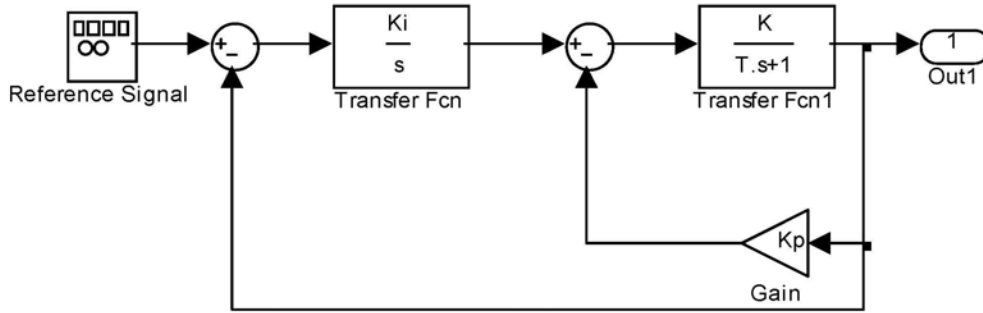 Reference Signal
+
−
Ki
s
Transfer Fcn
+
−
K
T.s+1
Transfer Fcn1
1
Out1
Kp
Gain